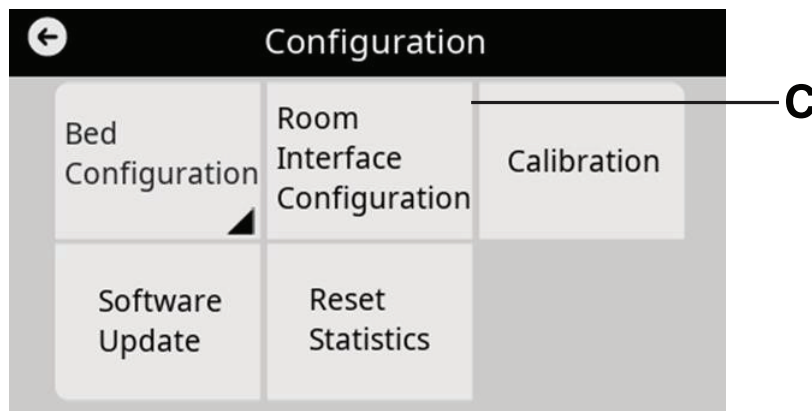 Configuration
Bed
Configuration
Room
Interface
Configuration
Calibration
C
Software
Update
Reset
Statistics